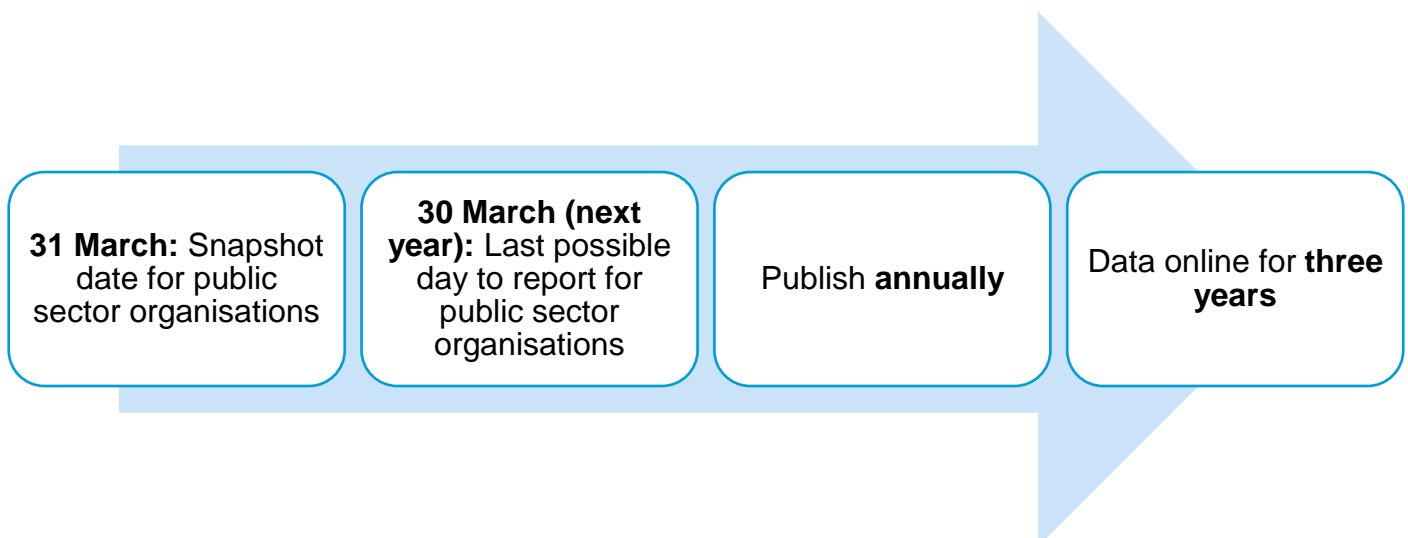 31 March: Snapshot
date for public
sector organisations
30 March (next
year): Last possible
day to report for
public sector
organisations
Publish annually
Data online for three
years